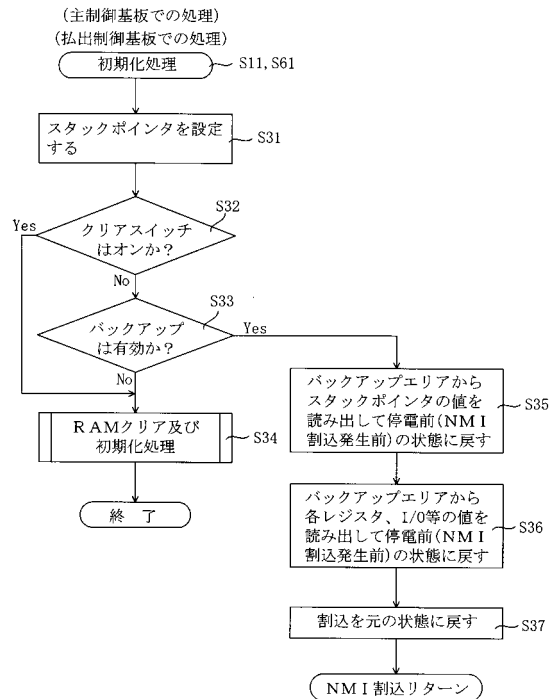 (主制御基板での処理)
(払出制御基板での処理)
初期化処理
S11,S61
スタックポインタを設定
する
S31
S32
Yes
クリアスイッチ
はオンか？
No
S33
バックアップ
は有効か？
Yes
No
RAMクリア及び
初期化処理
S34
終 了
バックアップエリアから
スタックポインタの値を
読み出して停電前(NMI
割込発生前)の状態に戻す
S35
バックアップエリアから
各レジスタ、I/O等の値を
読み出して停電前(NMI
割込発生前)の状態に戻す
S36
割込を元の状態に戻す
S37
NMI割込リターン